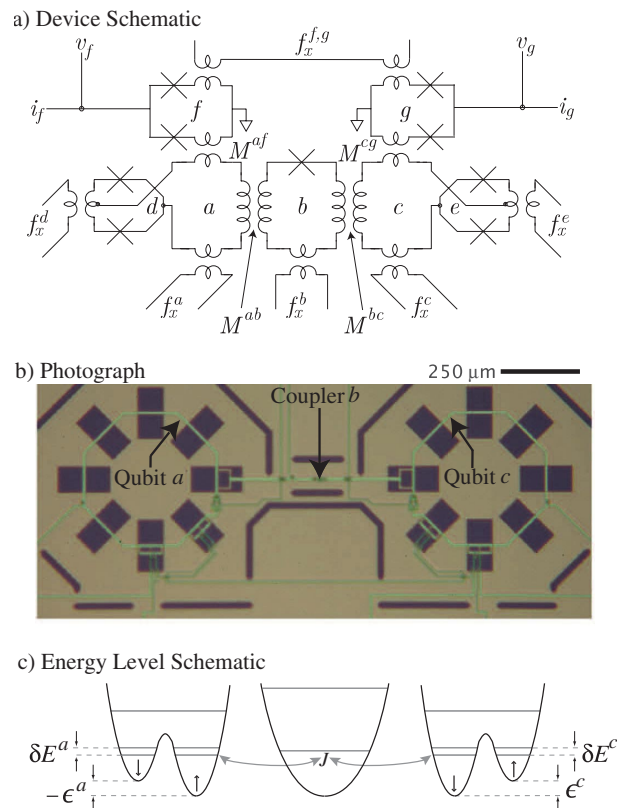 a) Device Schematic
f_x^{f,g}
v_f
v_g
i_f
f
g
i_g
M^{af}
M^{cg}
f_x^d
d
a
b
c
e
f_x^e
f_x^a
M^{ab}
f_x^b
M^{bc}
f_x^c
b) Photograph
250 μm
Coupler b
Qubit a
Qubit c
c) Energy Level Schematic
δE^a
J
δE^c
-ϵ^a
ϵ^c